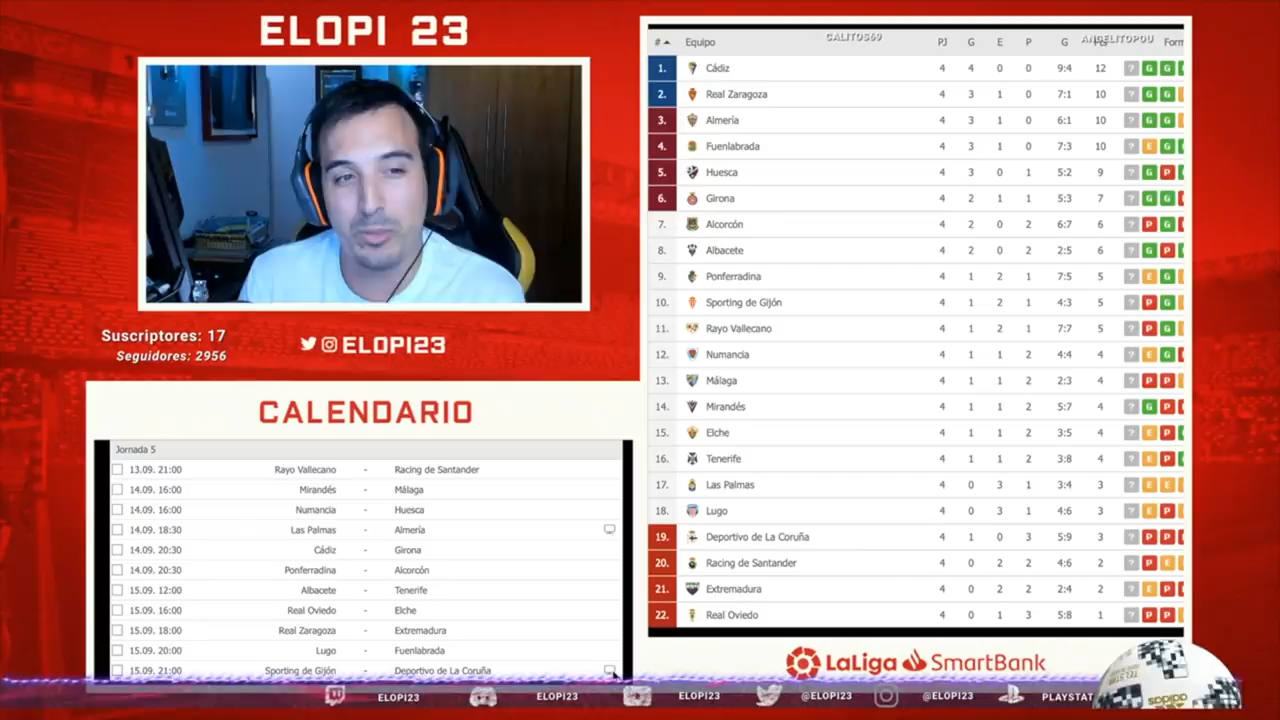 ELOPI 23
Suscriptores: 17
Seguidores: 2956
ELOPI23
CALENDARIO
Jornada 5
13.09. 21:00 Rayo Vallecano - Racing de Santander
14.09. 16:00 Mirandés - Málaga
14.09. 16:00 Numancia - Huesca
14.09. 18:30 Las Palmas - Almería
14.09. 20:30 Cádiz - Girona
14.09. 20:30 Ponferradina - Alcorcón
15.09. 12:00 Albacete - Tenerife
15.09. 16:00 Real Oviedo - Elche
15.09. 18:00 Real Zaragoza - Extremadura
15.09. 20:00 Lugo - Fuenlabrada
15.09. 21:00 Sporting de Gijón - Deportivo de La Coruña
CALITOS69 ANGELITOPOU
# Equipo PJ G E P G Form
1. Cádiz 4 4 0 0 9:4 12 ? G G
2. Real Zaragoza 4 3 1 0 7:1 10 ? G G
3. Almería 4 3 1 0 6:1 10 ? G G
4. Fuenlabrada 4 3 1 0 7:3 10 ? E G
5. Huesca 4 3 0 1 5:2 9 ? G P
6. Girona 4 2 1 1 5:3 7 ? G G
7. Alcorcón 4 2 0 2 6:7 6 ? P G
8. Albacete 4 2 0 2 2:5 6 ? G P
9. Ponferradina 4 1 2 1 7:5 5 ? E G
10. Sporting de Gijón 4 1 2 1 4:3 5 ? P G
11. Rayo Vallecano 4 1 2 1 7:7 5 ? P G
12. Numancia 4 1 1 2 4:4 4 ? E G
13. Málaga 4 1 1 2 2:3 4 ? P P
14. Mirandés 4 1 1 2 5:7 4 ? G P
15. Elche 4 1 1 2 3:5 4 ? E P
16. Tenerife 4 1 1 2 3:8 4 ? E P
17. Las Palmas 4 0 3 1 3:4 3 ? E E
18. Lugo 4 0 3 1 4:6 3 ? E P
19. Deportivo de La Coruña 4 1 0 3 5:9 3 ? P P
20. Racing de Santander 4 0 2 2 4:6 2 ? P E
21. Extremadura 4 0 2 2 2:4 2 ? E P
22. Real Oviedo 4 0 1 3 5:8 1 ? P P
LaLiga SmartBank
ELOPI23 ELOPI23 ELOPI23 @ELOPI23 @ELOPI23 PLAYSTAT